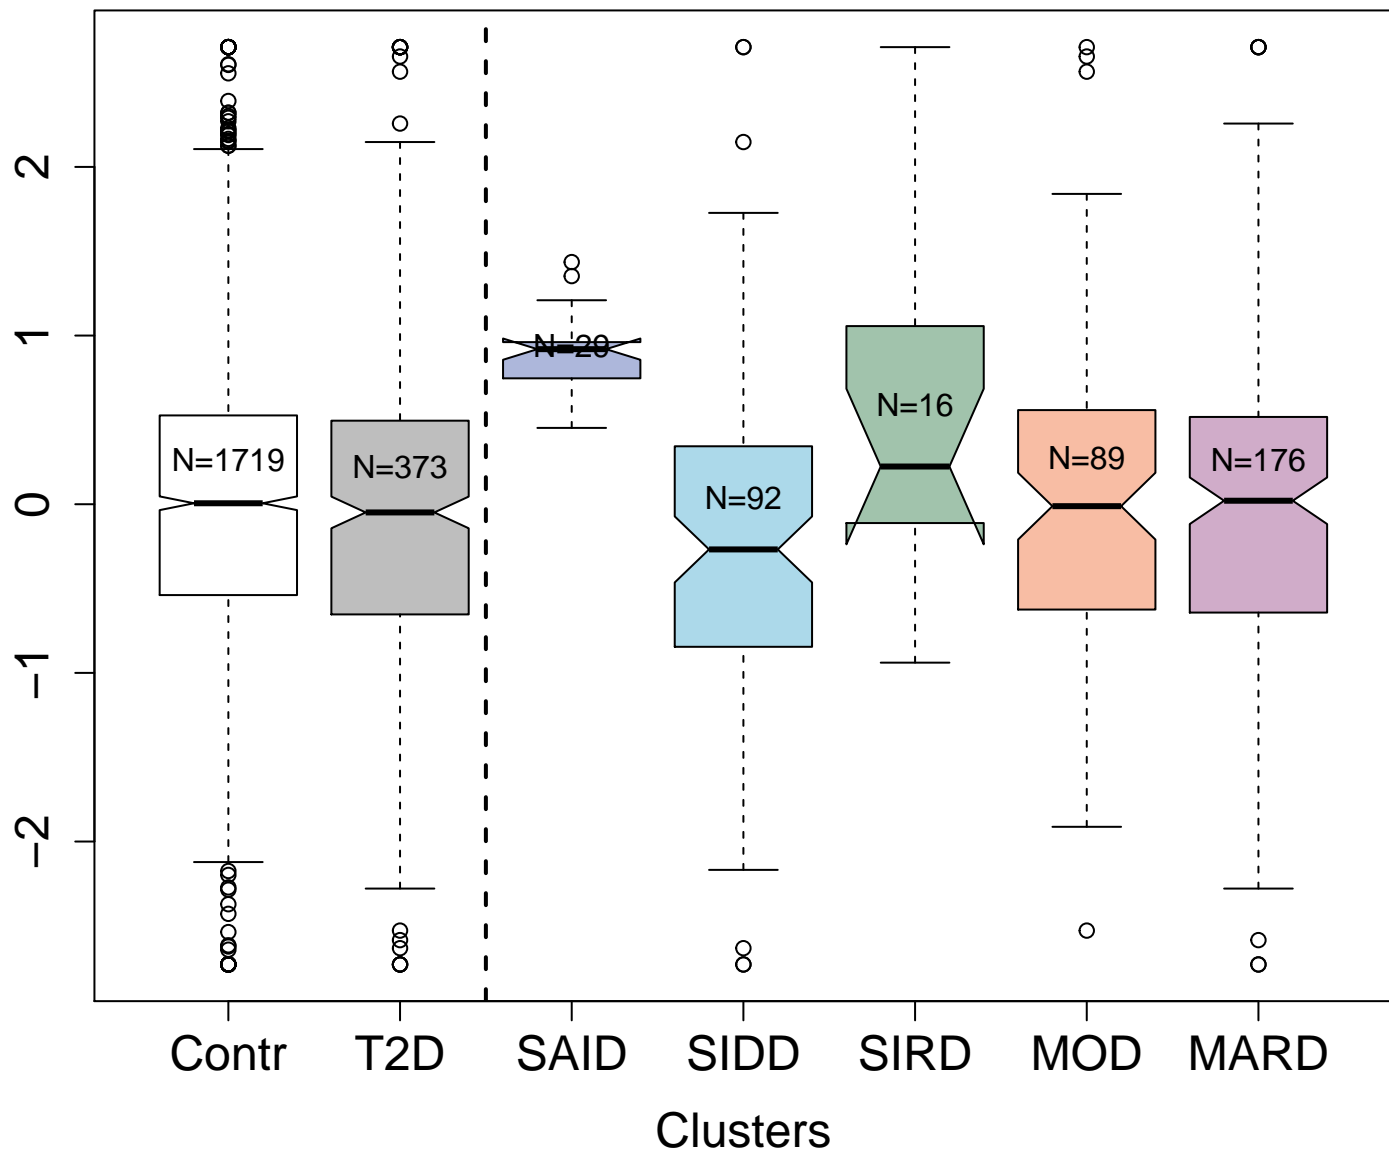 2
1
0
−1
−2
N=1719
N=373
N=29
N=92
N=16
N=89
N=176
Contr T2D SAID SIDD SIRD MOD MARD
Clusters